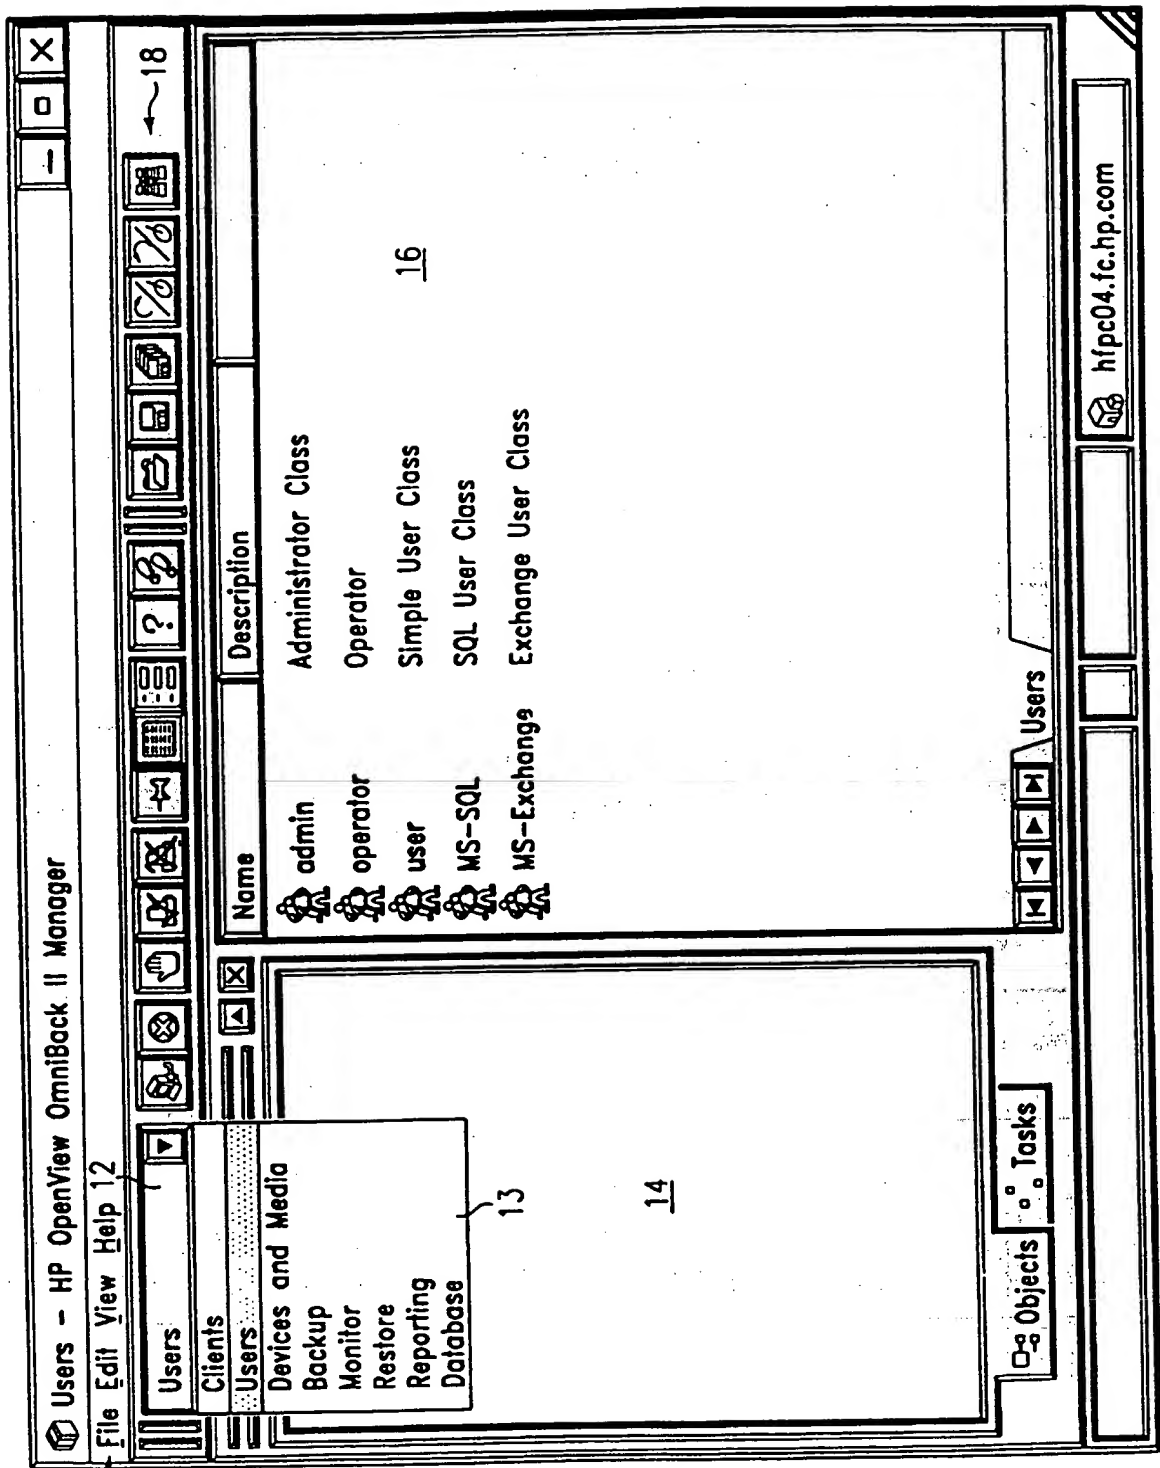 Users - HP OpenView OmniBack II Manager
File Edit View Help 12
18
Users
Clients
Users
Devices and Media
Backup
Monitor
Restore
Reporting
Database
13
14
Objects
Tasks
?
Name Description
admin Administrator Class
operator Operator
user Simple User Class
MS-SQL SQL User Class
MS-Exchange Exchange User Class
16
Users
hfpc04.fc.hp.com